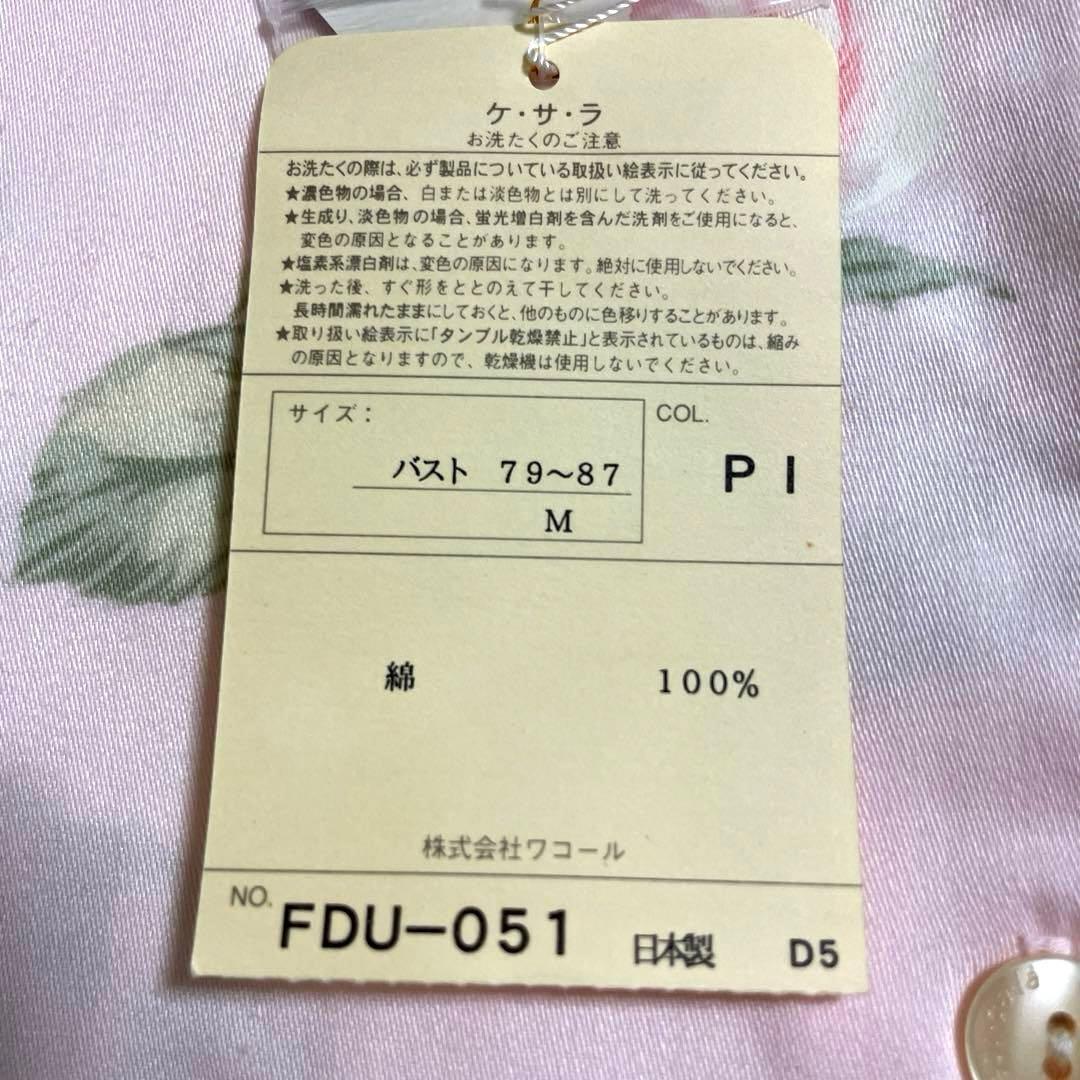 ケ・サ・ラ
お洗たくのご注意
お洗たくの際は、必ず製品についている取扱い絵表示に従ってください。
★濃色物の場合、白または淡色物とは別にして洗ってください。
★生成り、淡色物の場合、蛍光増白剤を含んだ洗剤をご使用になると、
変色の原因となることがあります。
★塩素系漂白剤は、変色の原因になります。絶対に使用しないでください。
★洗った後、すぐ形をととのえて干してください。
長時間濡れたままにしておくと、他のものに色移りすることがあります。
★取り扱い絵表示に「タンブル乾燥禁止」と表示されているものは、縮み
の原因となりますので、乾燥機は使用しないでください。
サイズ:
バスト 79~87
M
COL.
PI
綿 100%
株式会社ワコール
NO. FDU-051 日本製 D5